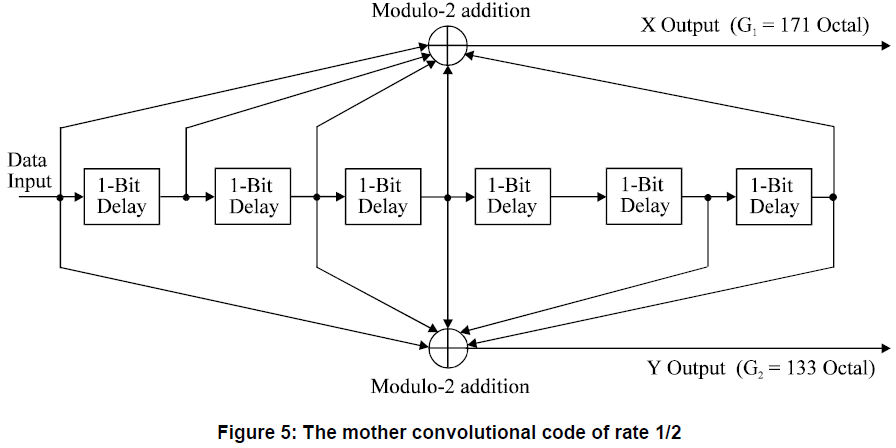 Modulo-2 addition
X Output (G₁ = 171 Octal)
Data
Input
1-Bit
Delay
1-Bit
Delay
1-Bit
Delay
1-Bit
Delay
1-Bit
Delay
1-Bit
Delay
Y Output (G₂ = 133 Octal)
Modulo-2 addition
Figure 5: The mother convolutional code of rate 1/2